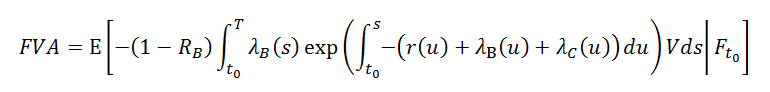 FVA = E[−(1 − R_B) ∫_{t_0}^{T} λ_B(s) exp(∫_{t_0}^{s} −(r(u) + λ_B(u) + λ_C(u)) du) V ds | F_{t_0}]